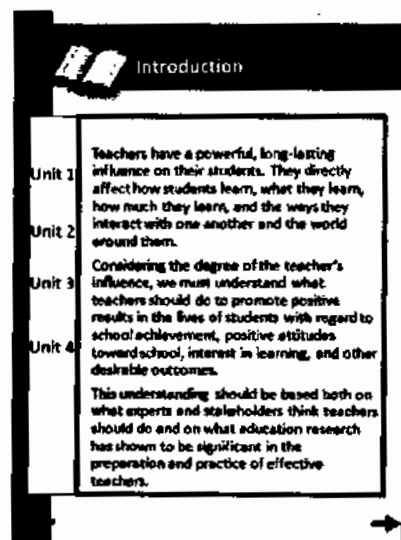 Introduction
Unit 1
Unit 2
Unit 3
Unit 4
Teachers have a powerful, long-lasting
influence on their students. They directly
affect how students learn, what they learn,
how much they learn, and the ways they
interact with one another and the world
around them.
Considering the degree of the teacher's
influence, we must understand what
teachers should do to promote positive
results in the lives of students with regard to
school achievement, positive attitudes
toward school, interest in learning, and other
desirable outcomes.
This understanding should be based both on
what experts and stakeholders think teachers
should do and on what education research
has shown to be significant in the
preparation and practice of effective
teachers.